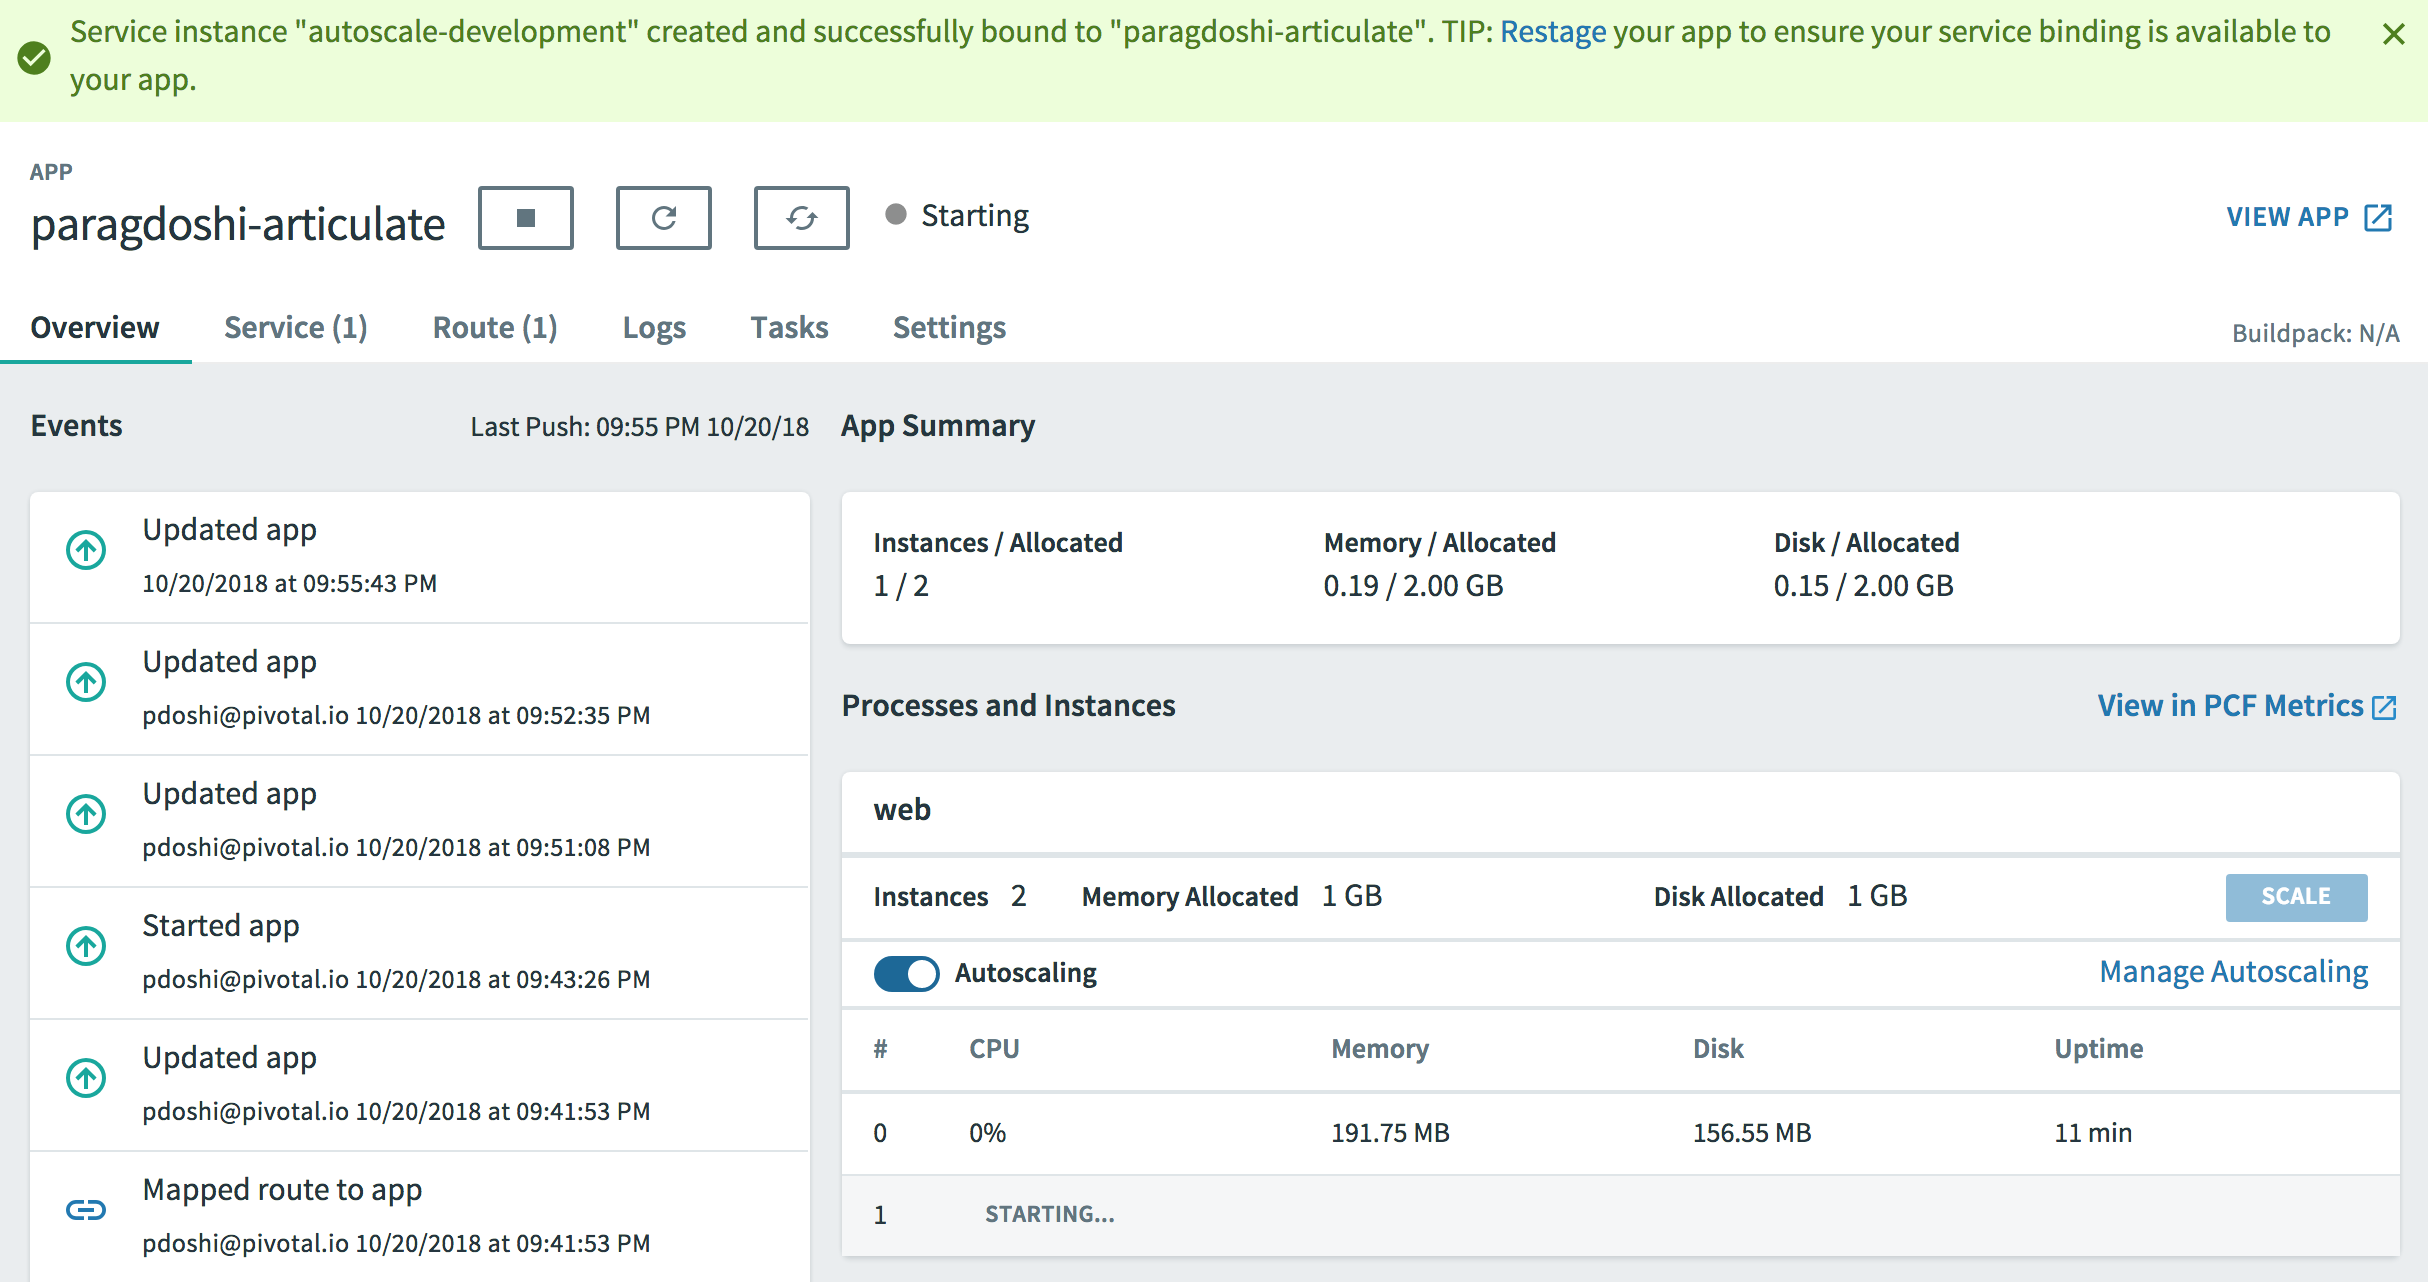 Service instance "autoscale-development" created and successfully bound to "paragdoshi-articulate". TIP: Restage your app to ensure your service binding is available to
your app.
APP
paragdoshi-articulate
Starting
VIEW APP
Overview
Service (1)
Route (1)
Logs
Tasks
Settings
Buildpack: N/A
Events
Last Push: 09:55 PM 10/20/18
Updated app
10/20/2018 at 09:55:43 PM
Updated app
pdoshi@pivotal.io 10/20/2018 at 09:52:35 PM
Updated app
pdoshi@pivotal.io 10/20/2018 at 09:51:08 PM
Started app
pdoshi@pivotal.io 10/20/2018 at 09:43:26 PM
Updated app
pdoshi@pivotal.io 10/20/2018 at 09:41:53 PM
Mapped route to app
pdoshi@pivotal.io 10/20/2018 at 09:41:53 PM
App Summary
Instances / Allocated
1 / 2
Memory / Allocated
0.19 / 2.00 GB
Disk / Allocated
0.15 / 2.00 GB
Processes and Instances
View in PCF Metrics
web
Instances 2 Memory Allocated 1 GB Disk Allocated 1 GB
SCALE
Autoscaling
Manage Autoscaling
# CPU Memory Disk Uptime
0 0% 191.75 MB 156.55 MB 11 min
1 STARTING...